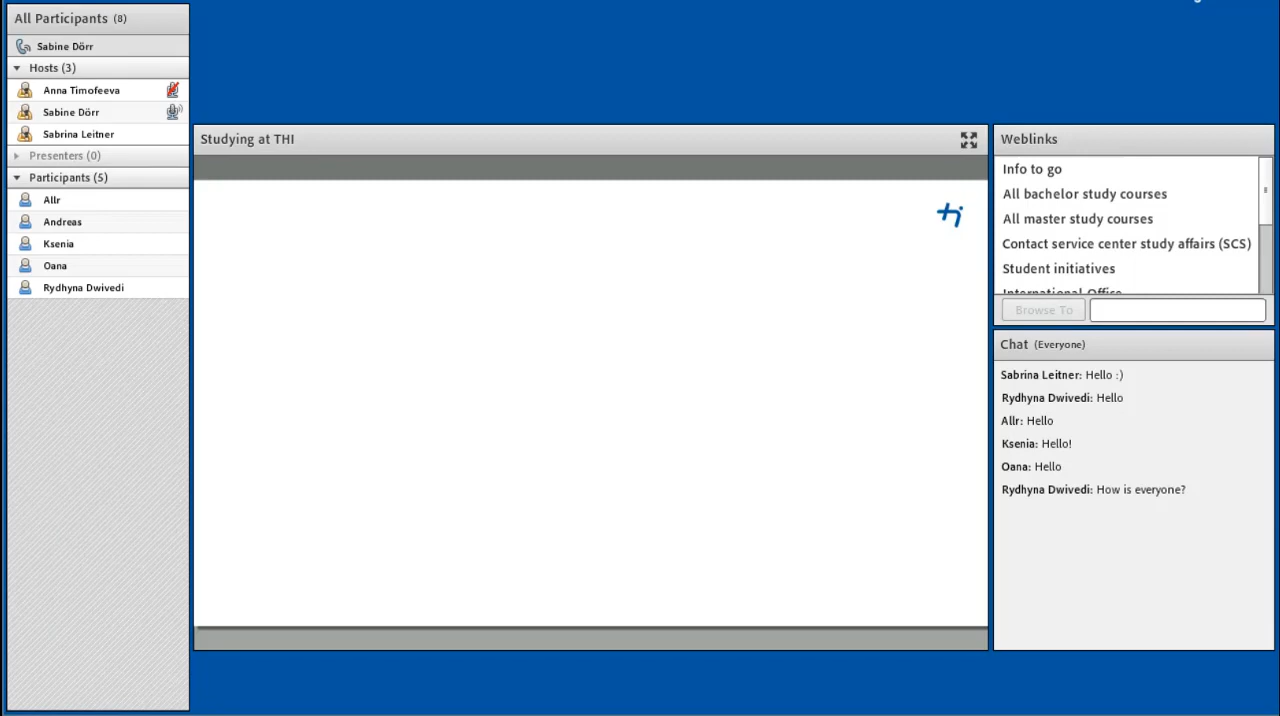 All Participants (8)
Sabine Dörr
Hosts (3)
Anna Timofeeva
Sabine Dörr
Sabrina Leitner
Presenters (0)
Participants (5)
Allr
Andreas
Ksenia
Oana
Rydhyna Dwivedi
Studying at THI
Weblinks
Info to go
All bachelor study courses
All master study courses
Contact service center study affairs (SCS)
Student initiatives
International Office
Browse To
Chat (Everyone)
Sabrina Leitner: Hello :)
Rydhyna Dwivedi: Hello
Allr: Hello
Ksenia: Hello!
Oana: Hello
Rydhyna Dwivedi: How is everyone?